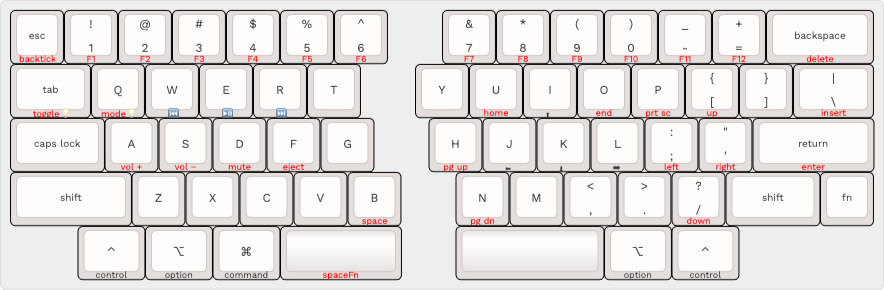 esc ! @ # $ % ^ & * ( ) _ + backspace
1 2 3 4 5 6 7 8 9 0 - =
backtick F1 F2 F3 F4 F5 F6 F7 F8 F9 F10 F11 F12 delete
tab Q W E R T Y U I O P { } |
[ ] \
toggle💡 mode💡 ⏮ ⏯ ⏭ home ⬆ end prt sc up insert
caps lock A S D F G H J K L : " return
; '
vol + vol − mute eject pg up ⬅ ⬇ ➡ left right enter
shift Z X C V B N M < > ? shift fn
, . /
space pg dn down
^ ⌥ ⌘ ⌥ ^
control option command spaceFn option control